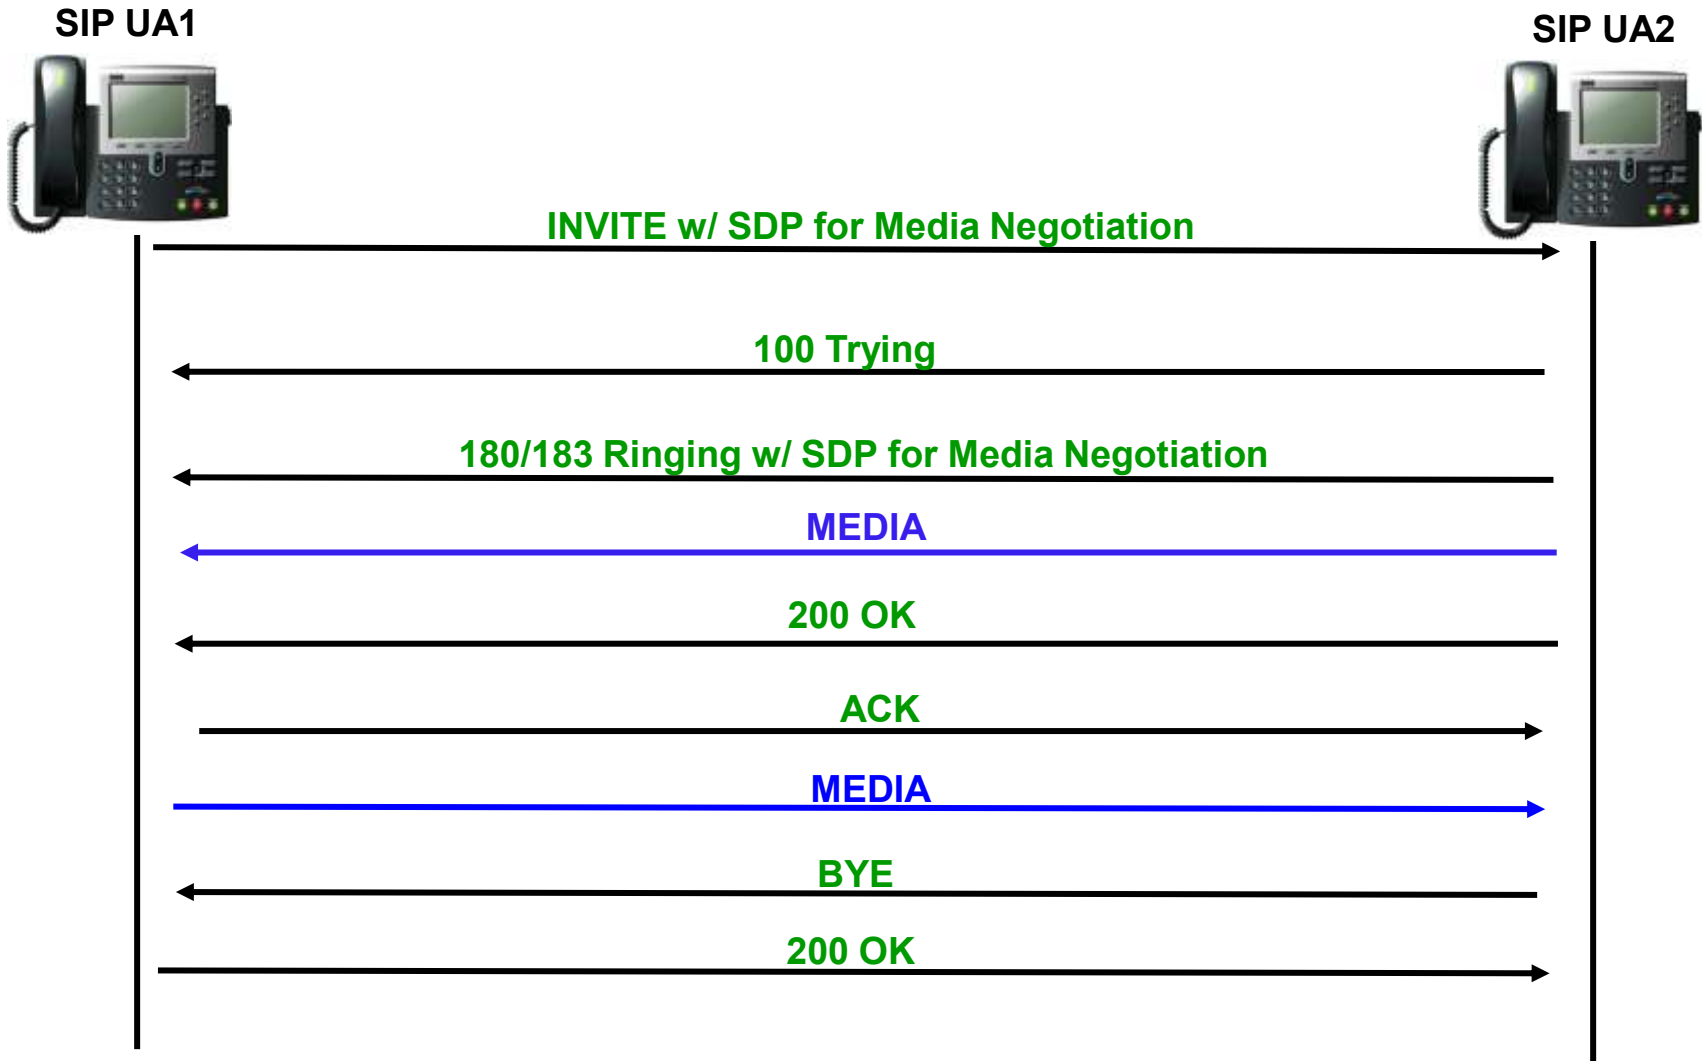 SIP UA1
SIP UA2
INVITE w/ SDP for Media Negotiation
100 Trying
180/183 Ringing w/ SDP for Media Negotiation
MEDIA
200 OK
ACK
MEDIA
BYE
200 OK